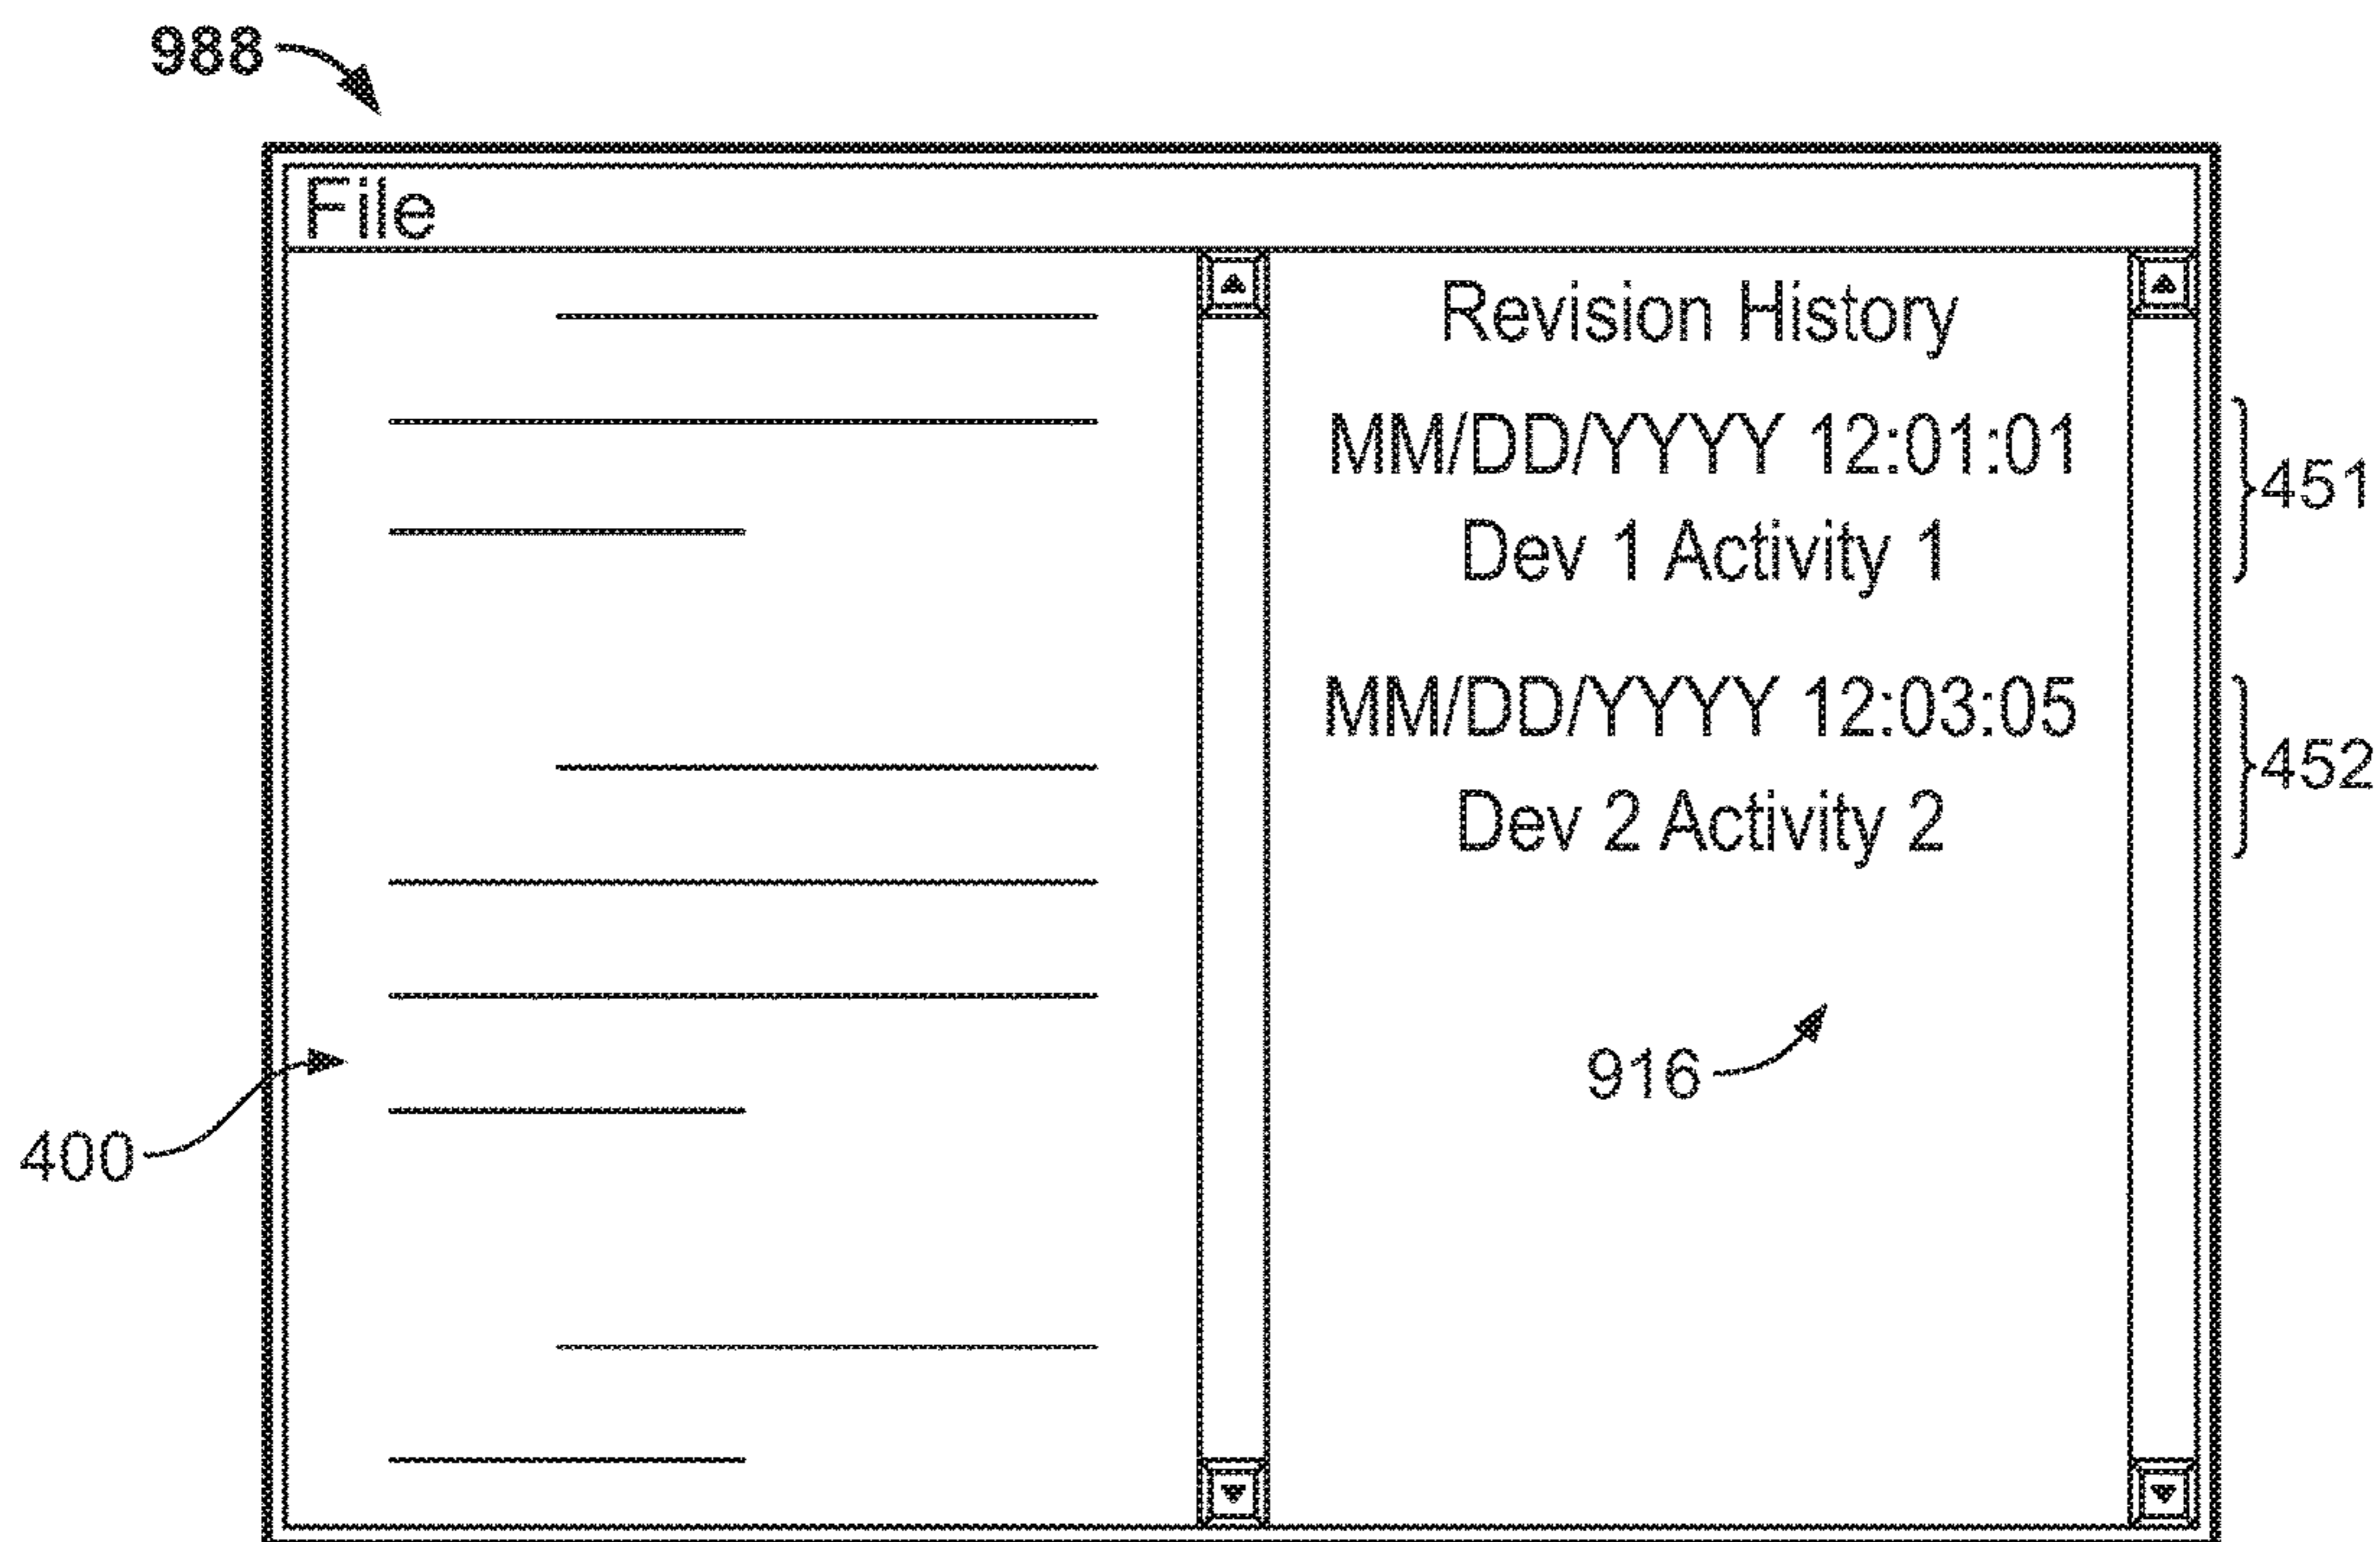 988
File
Revision History
MM/DD/YYYY 12:01:01
Dev 1 Activity 1
451
MM/DD/YYYY 12:03:05
Dev 2 Activity 2
452
916
400